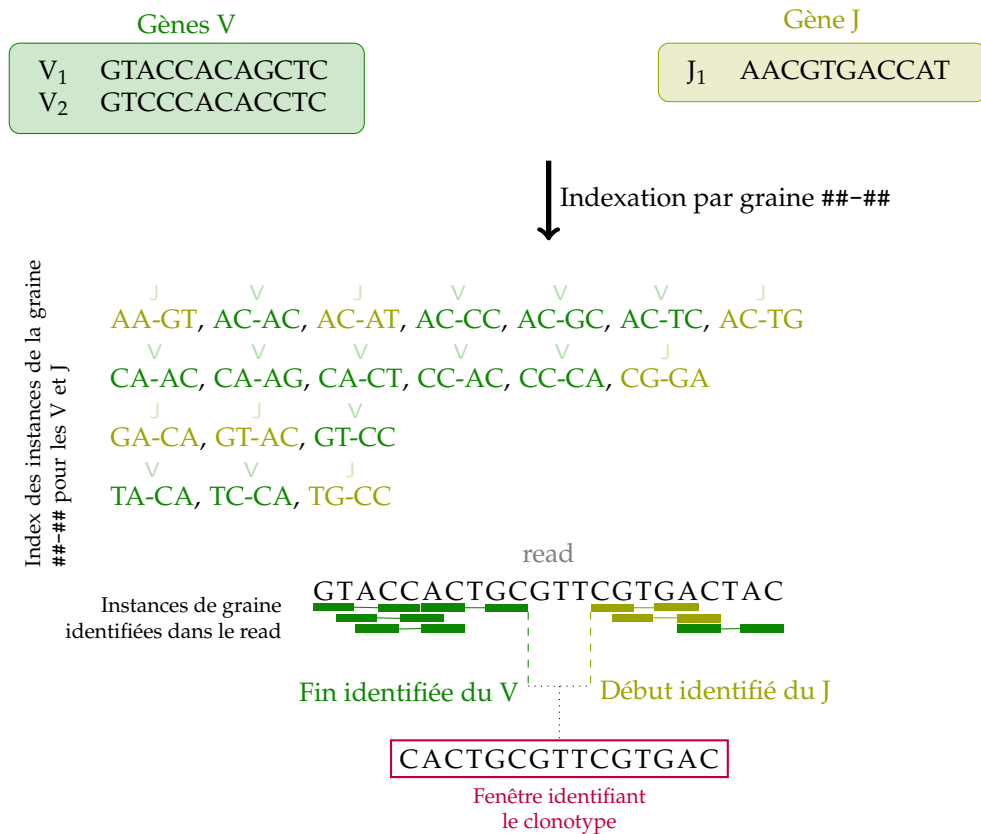 Gènes V
Gène J
V₁ GTACCACAGCTC
V₂ GTCCCACACCTC
J₁ AACGTGACCAT
Indexation par graine ##-##
Index des instances de la graine
##-## pour les V et J
J V J V V V J
AA-GT, AC-AC, AC-AT, AC-CC, AC-GC, AC-TC, AC-TG
V V V V V J
CA-AC, CA-AG, CA-CT, CC-AC, CC-CA, CG-GA
J J V
GA-CA, GT-AC, GT-CC
V V J
TA-CA, TC-CA, TG-CC
read
GTACCACTGCGTTCGTGACTAC
Instances de graine
identifiées dans le read
Fin identifiée du V
Début identifié du J
CACTGCGTTCGTGAC
Fenêtre identifiant
le clonotype